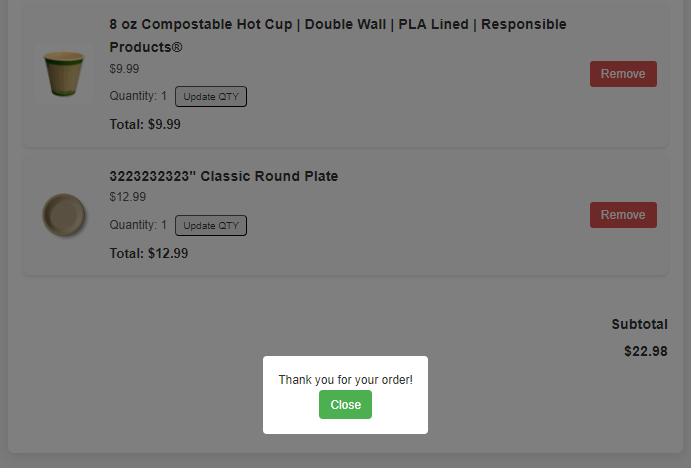 8 oz Compostable Hot Cup | Double Wall | PLA Lined | Responsible
Products®
$9.99
Quantity: 1 Update QTY
Total: $9.99
Remove
3223232323" Classic Round Plate
$12.99
Quantity: 1 Update QTY
Total: $12.99
Remove
Subtotal
$22.98
Thank you for your order!
Close